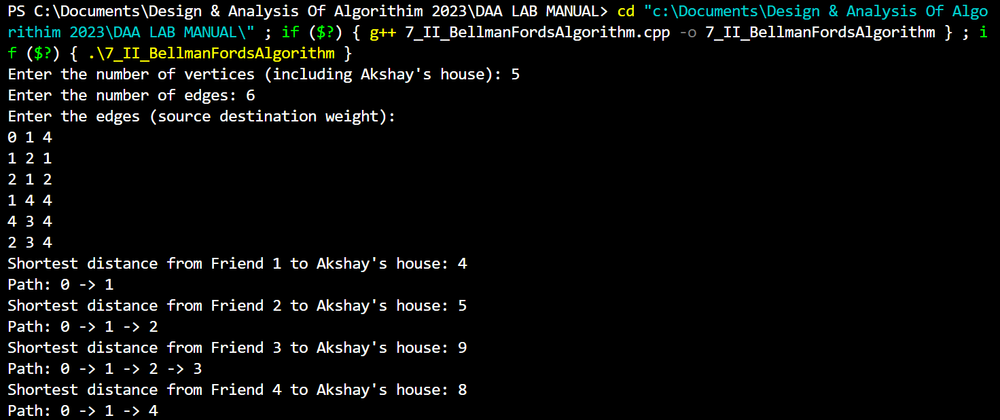 PS C:\Documents\Design & Analysis Of Algorithim 2023\DAA LAB MANUAL> cd "c:\Documents\Design & Analysis Of Algo
rithim 2023\DAA LAB MANUAL\" ; if ($?) { g++ 7_II_BellmanFordsAlgorithm.cpp -o 7_II_BellmanFordsAlgorithm } ; i
f ($?) { .\7_II_BellmanFordsAlgorithm }
Enter the number of vertices (including Akshay's house): 5
Enter the number of edges: 6
Enter the edges (source destination weight):
0 1 4
1 2 1
2 1 2
1 4 4
4 3 4
2 3 4
Shortest distance from Friend 1 to Akshay's house: 4
Path: 0 -> 1
Shortest distance from Friend 2 to Akshay's house: 5
Path: 0 -> 1 -> 2
Shortest distance from Friend 3 to Akshay's house: 9
Path: 0 -> 1 -> 2 -> 3
Shortest distance from Friend 4 to Akshay's house: 8
Path: 0 -> 1 -> 4